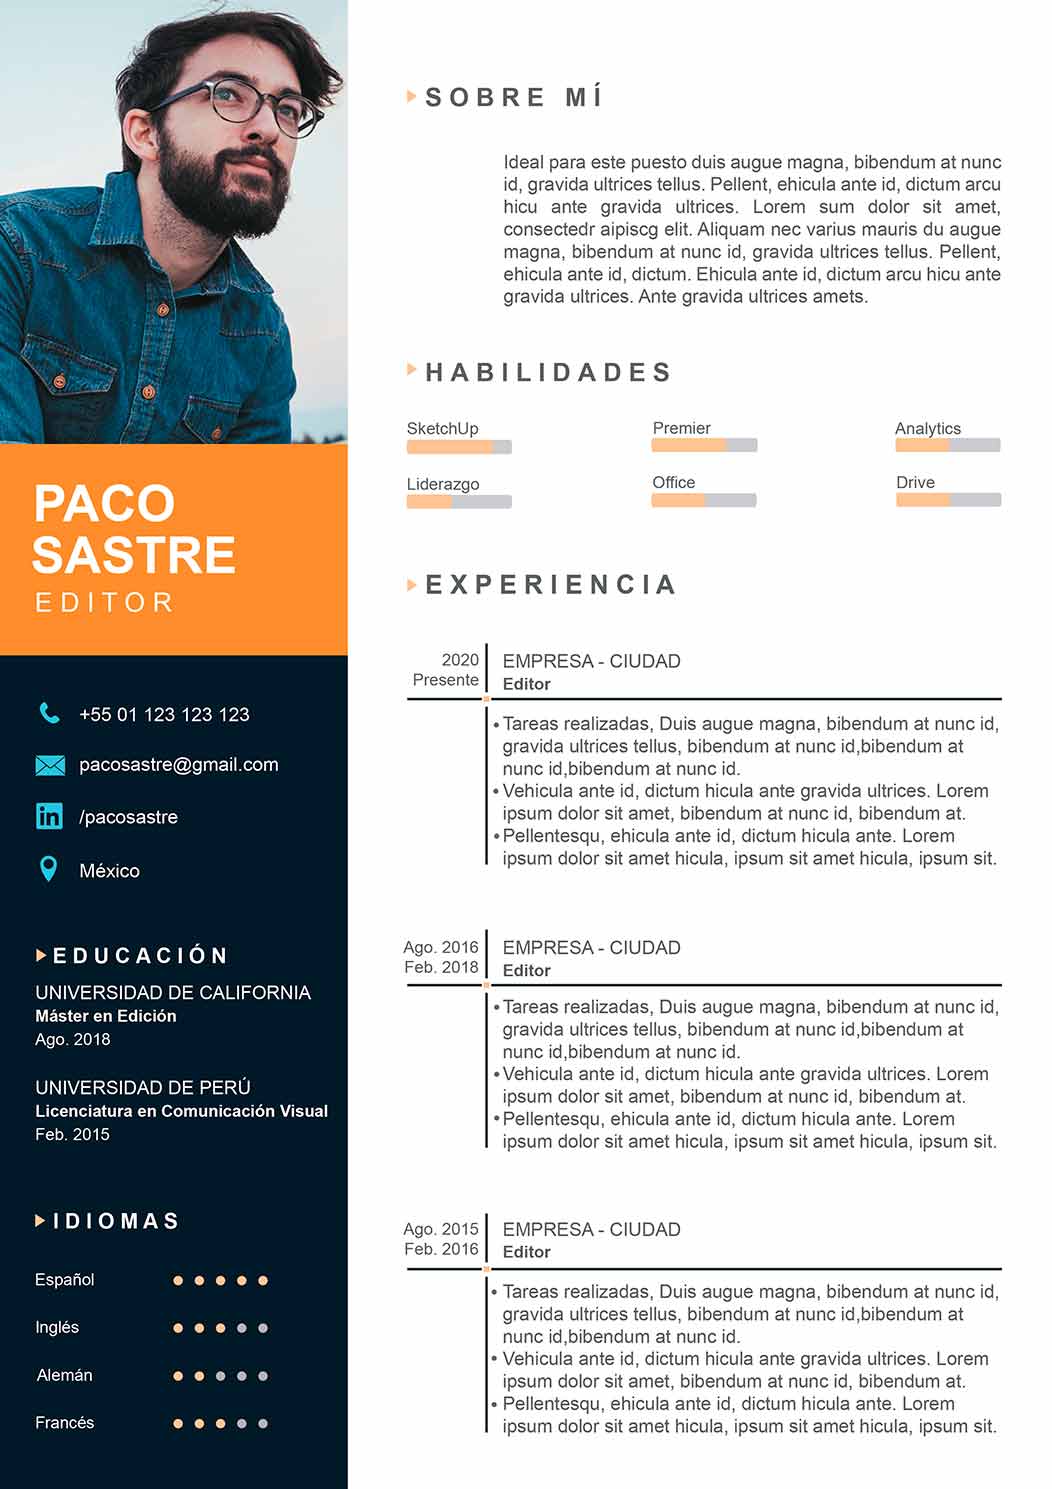 PACO
SASTRE
EDITOR
+55 01 123 123 123
pacosastre@gmail.com
in /pacosastre
México
EDUCACIÓN
UNIVERSIDAD DE CALIFORNIA
Máster en Edición
Ago. 2018
UNIVERSIDAD DE PERÚ
Licenciatura en Comunicación Visual
Feb. 2015
IDIOMAS
Español
Inglés
Alemán
Francés
SOBRE MÍ
Ideal para este puesto duis augue magna, bibendum at nunc
id, gravida ultrices tellus. Pellent, ehicula ante id, dictum arcu
hicu ante gravida ultrices. Lorem sum dolor sit amet,
consectedr aipiscg elit. Aliquam nec varius mauris du augue
magna, bibendum at nunc id, gravida ultrices tellus. Pellent,
ehicula ante id, dictum. Ehicula ante id, dictum arcu hicu ante
gravida ultrices. Ante gravida ultrices amets.
HABILIDADES
SketchUp
Premier
Analytics
Liderazgo
Office
Drive
EXPERIENCIA
2020
Presente
EMPRESA - CIUDAD
Editor
• Tareas realizadas, Duis augue magna, bibendum at nunc id,
gravida ultrices tellus, bibendum at nunc id,bibendum at
nunc id,bibendum at nunc id.
• Vehicula ante id, dictum hicula ante gravida ultrices. Lorem
ipsum dolor sit amet, bibendum at nunc id, bibendum at.
• Pellentesqu, ehicula ante id, dictum hicula ante. Lorem
ipsum dolor sit amet hicula, ipsum sit amet hicula, ipsum sit.
Ago. 2016
Feb. 2018
EMPRESA - CIUDAD
Editor
• Tareas realizadas, Duis augue magna, bibendum at nunc id,
gravida ultrices tellus, bibendum at nunc id,bibendum at
nunc id,bibendum at nunc id.
• Vehicula ante id, dictum hicula ante gravida ultrices. Lorem
ipsum dolor sit amet, bibendum at nunc id, bibendum at.
• Pellentesqu, ehicula ante id, dictum hicula ante. Lorem
ipsum dolor sit amet hicula, ipsum sit amet hicula, ipsum sit.
Ago. 2015
Feb. 2016
EMPRESA - CIUDAD
Editor
• Tareas realizadas, Duis augue magna, bibendum at nunc id,
gravida ultrices tellus, bibendum at nunc id,bibendum at
nunc id,bibendum at nunc id.
• Vehicula ante id, dictum hicula ante gravida ultrices. Lorem
ipsum dolor sit amet, bibendum at nunc id, bibendum at.
• Pellentesqu, ehicula ante id, dictum hicula ante. Lorem
ipsum dolor sit amet hicula, ipsum sit amet hicula, ipsum sit.